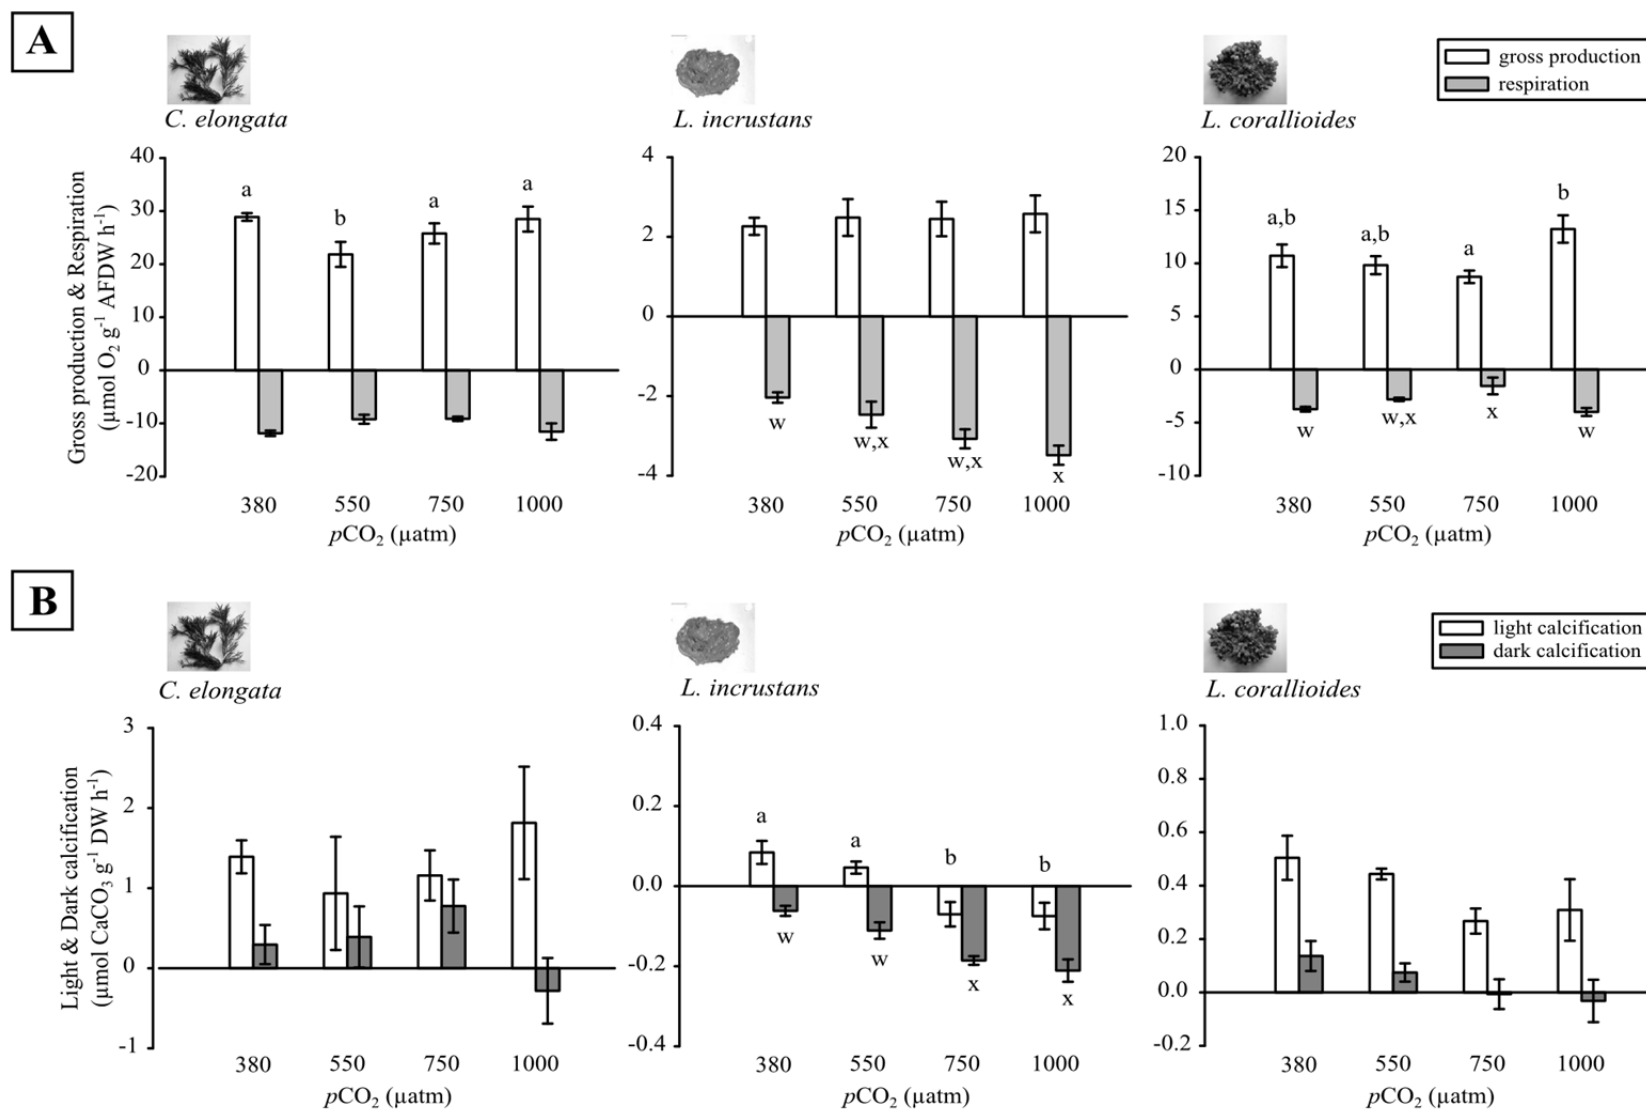 A
C. elongata
L. incrustans
L. corallioides
gross production
respiration
Gross production & Respiration
(µmol O₂ g⁻¹ AFDW h⁻¹)
40
30
20
10
0
-10
-20
a
b
a
a
380 550 750 1000
pCO₂ (µatm)
4
2
0
-2
-4
w
w,x
w,x
x
380 550 750 1000
pCO₂ (µatm)
20
15
10
5
0
-5
-10
a,b
a,b
a
b
w
w,x
x
w
380 550 750 1000
pCO₂ (µatm)
B
C. elongata
L. incrustans
L. corallioides
light calcification
dark calcification
Light & Dark calcification
(µmol CaCO₃ g⁻¹ DW h⁻¹)
3
2
1
0
-1
380 550 750 1000
pCO₂ (µatm)
0.4
0.2
0.0
-0.2
-0.4
a
a
b
b
w
w
x
x
380 550 750 1000
pCO₂ (µatm)
1.0
0.8
0.6
0.4
0.2
0.0
-0.2
380 550 750 1000
pCO₂ (µatm)